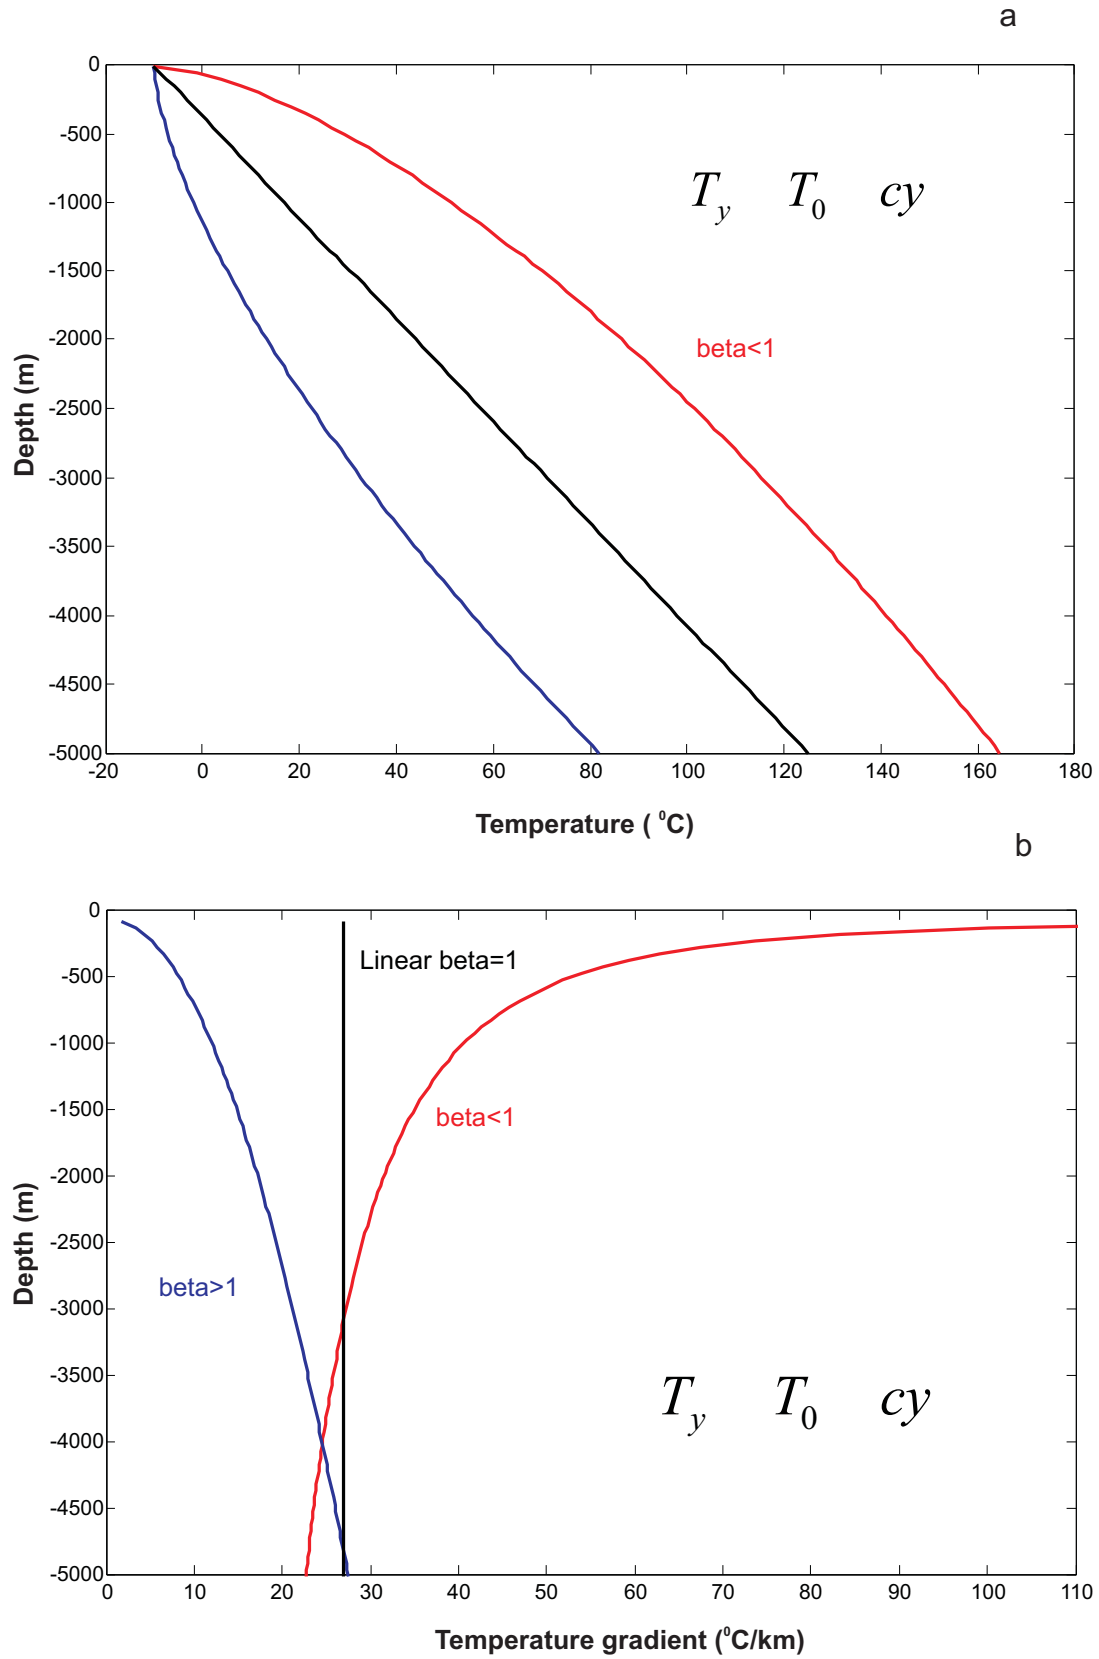 a
0
-500
-1000
-1500
-2000
-2500
-3000
-3500
-4000
-4500
-5000
Depth (m)
T_y T_0 cy
beta<1
-20 0 20 40 60 80 100 120 140 160 180
Temperature ( ⁰C)
b
0
-500
-1000
-1500
-2000
-2500
-3000
-3500
-4000
-4500
-5000
Depth (m)
Linear beta=1
beta<1
beta>1
T_y T_0 cy
0 10 20 30 40 50 60 70 80 90 100 110
Temperature gradient (⁰C/km)